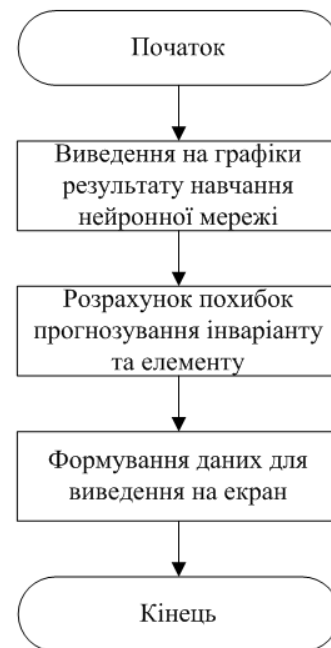 Початок
Виведення на графіки
результату навчання
нейронної мережі
Розрахунок похибок
прогнозування інваріанту
та елементу
Формування даних для
виведення на екран
Кінець